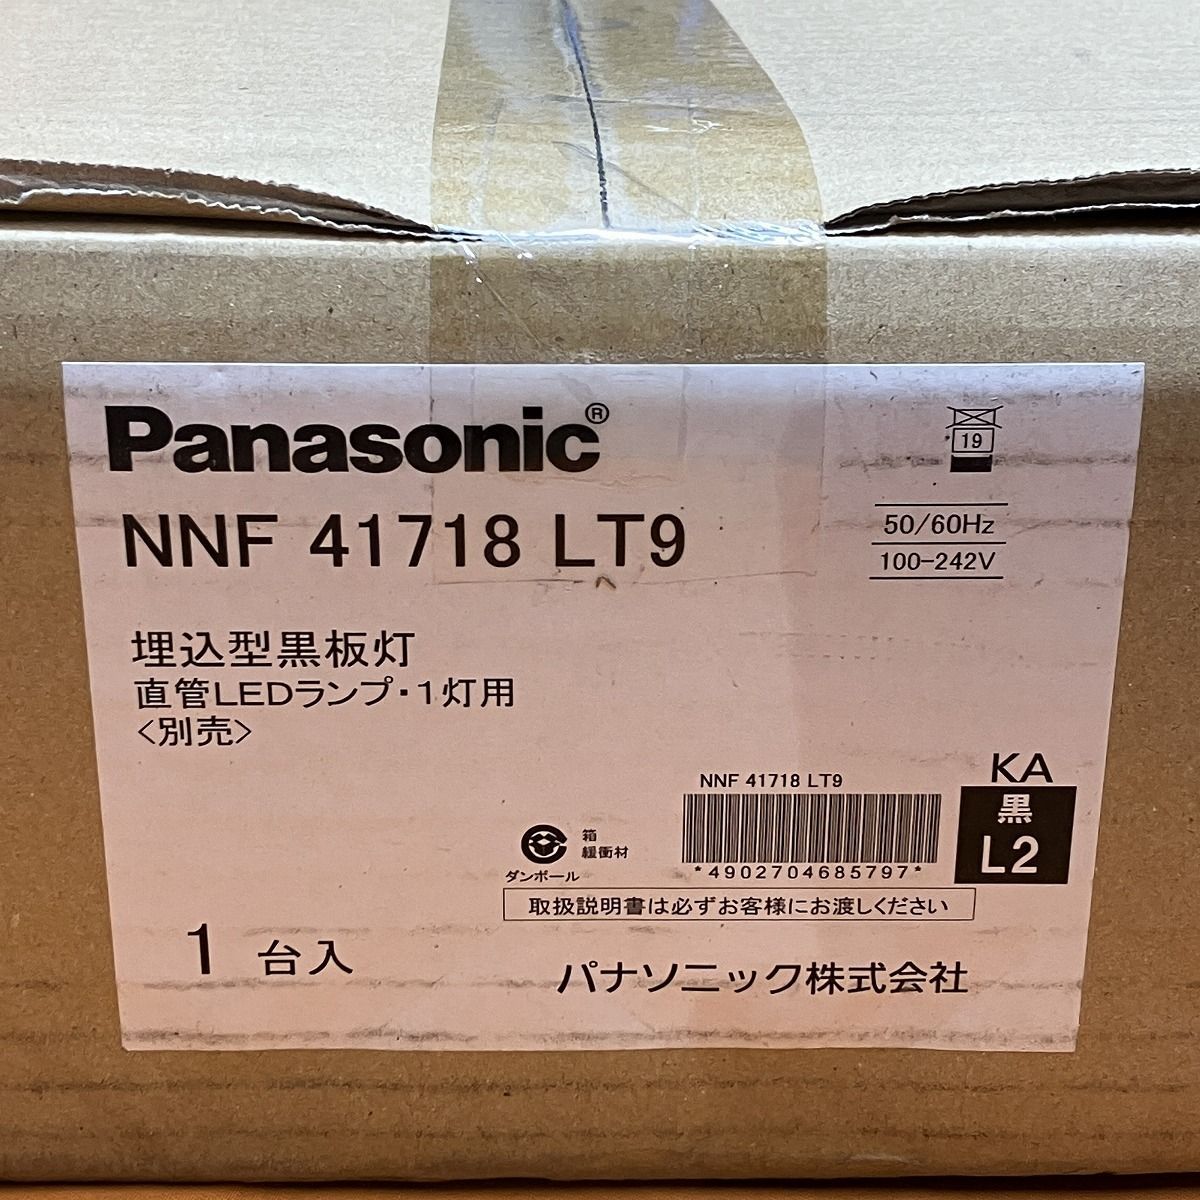 Panasonic®
19
NNF 41718 LT9
50/60Hz
100-242V
埋込型黒板灯
直管LEDランプ・1灯用
<別売>
KA
NNF 41718 LT9
黒
L2
箱
緩衝材
ダンボール
*4902704685797*
取扱説明書は必ずお客様にお渡しください
1 台入
パナソニック株式会社